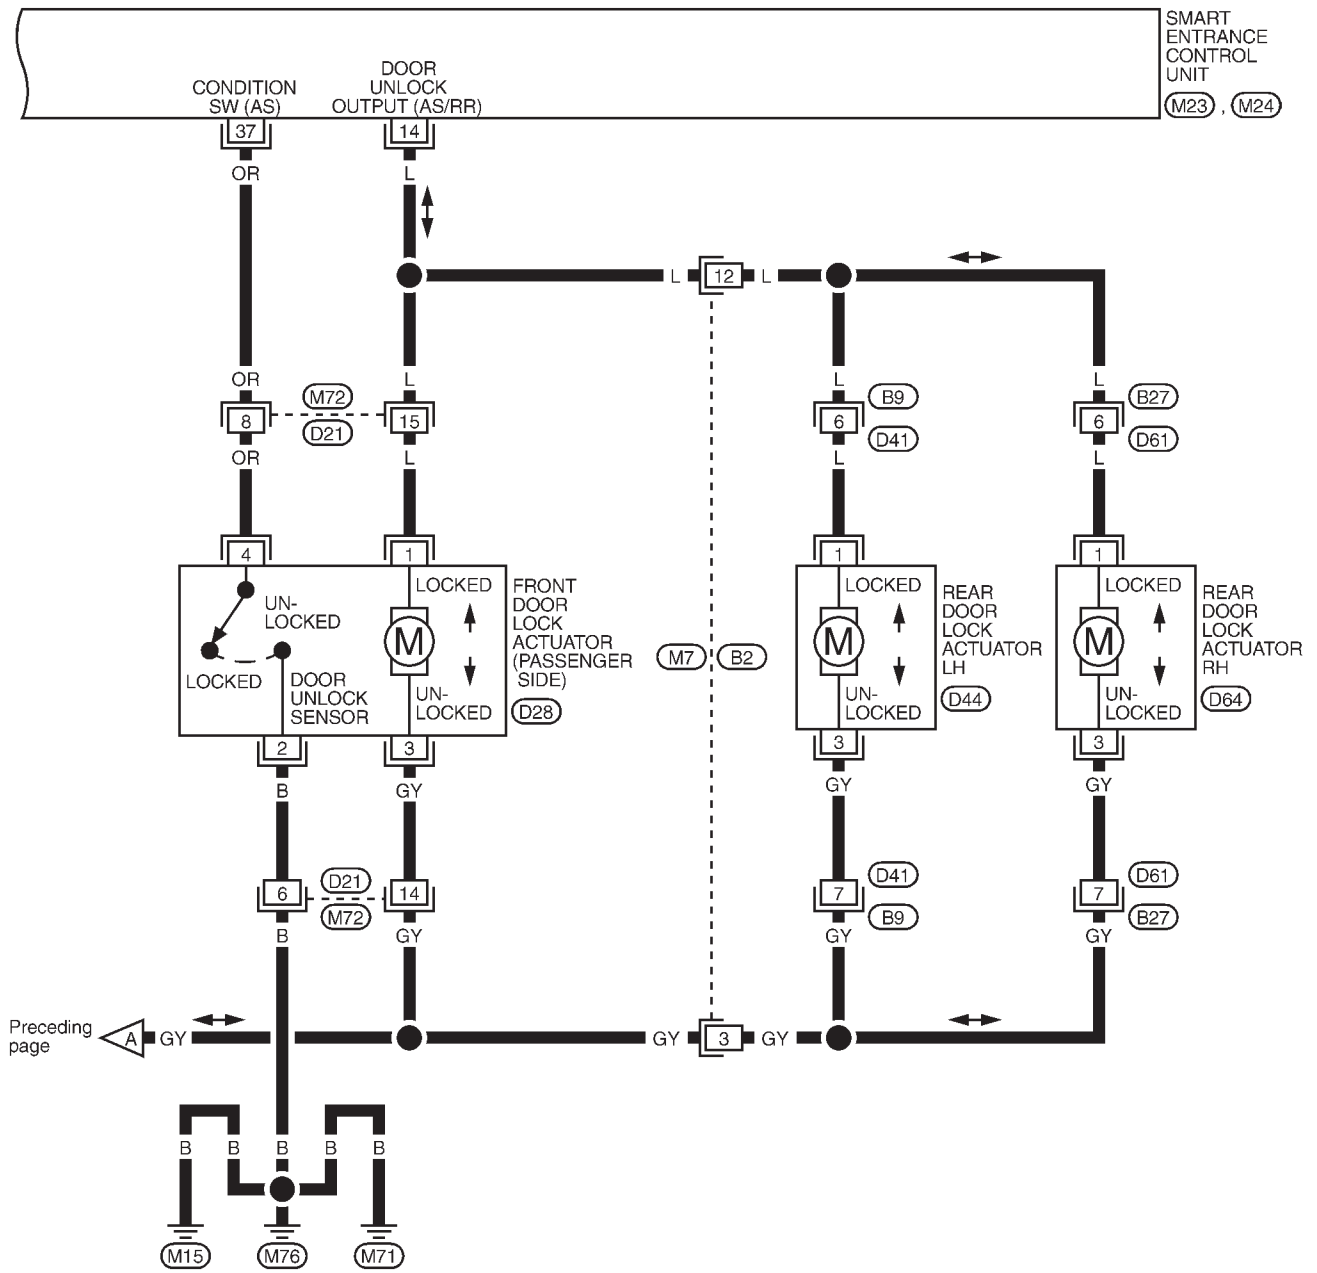 SMART
ENTRANCE
CONTROL
UNIT
M23 , M24
CONDITION
SW (AS)
DOOR
UNLOCK
OUTPUT (AS/RR)
37
14
OR
L
L
12
L
OR
L
L
L
8
M72
D21
15
6
B9
D41
6
B27
D61
OR
L
L
L
4
1
1
1
UN-
LOCKED
LOCKED
DOOR
UNLOCK
SENSOR
LOCKED
M
UN-
LOCKED
FRONT
DOOR
LOCK
ACTUATOR
(PASSENGER
SIDE)
D28
M7
B2
LOCKED
M
UN-
LOCKED
REAR
DOOR
LOCK
ACTUATOR
LH
D44
LOCKED
M
UN-
LOCKED
REAR
DOOR
LOCK
ACTUATOR
RH
D64
2
3
3
3
B
GY
GY
GY
6
D21
M72
14
7
D41
B9
7
D61
B27
B
GY
GY
GY
Preceding
page
A
GY
GY
3
GY
B
B
B
B
B
M15
M76
M71